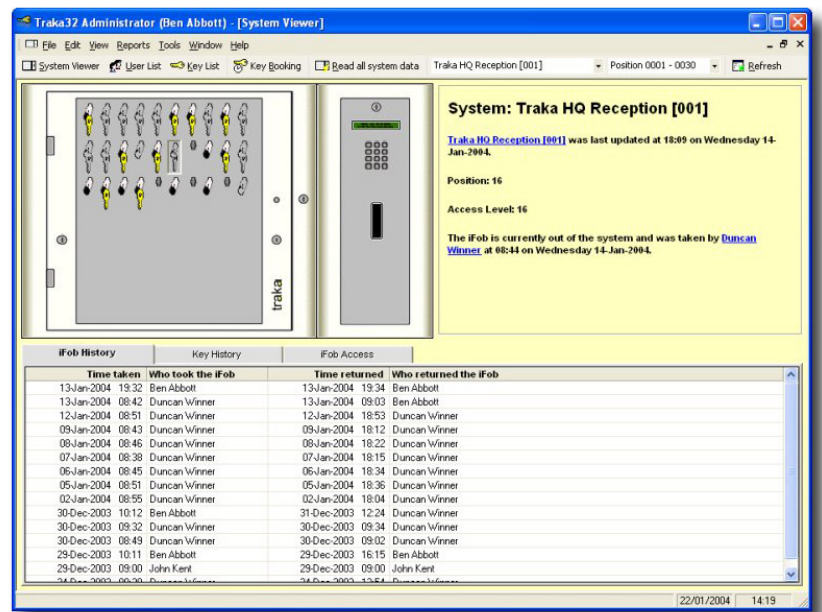 Traka32 Administrator (Ben Abbott) - [System Viewer]
File Edit View Reports Tools Window Help
System Viewer User List Key List Key Booking Read all system data Traka HQ Reception [001] Position 0001 - 0030 Refresh
System: Traka HQ Reception [001]
Traka HQ Reception [001] was last updated at 18:09 on Wednesday 14-
Jan-2004.
Position: 16
Access Level: 16
The iFob is currently out of the system and was taken by Duncan
Winner at 08:44 on Wednesday 14-Jan-2004.
traka
iFob History Key History iFob Access
Time taken Who took the iFob Time returned Who returned the iFob
13-Jan-2004 19:32 Ben Abbott 13-Jan-2004 19:34 Ben Abbott
13-Jan-2004 08:42 Duncan Winner 13-Jan-2004 09:03 Ben Abbott
12-Jan-2004 08:51 Duncan Winner 12-Jan-2004 18:53 Duncan Winner
09-Jan-2004 08:43 Duncan Winner 09-Jan-2004 18:12 Duncan Winner
08-Jan-2004 08:46 Duncan Winner 08-Jan-2004 18:22 Duncan Winner
07-Jan-2004 08:38 Duncan Winner 07-Jan-2004 18:15 Duncan Winner
06-Jan-2004 08:45 Duncan Winner 06-Jan-2004 18:34 Duncan Winner
05-Jan-2004 08:51 Duncan Winner 05-Jan-2004 18:36 Duncan Winner
02-Jan-2004 08:55 Duncan Winner 02-Jan-2004 18:04 Duncan Winner
30-Dec-2003 10:12 Ben Abbott 31-Dec-2003 12:24 Duncan Winner
30-Dec-2003 09:32 Duncan Winner 30-Dec-2003 09:34 Duncan Winner
30-Dec-2003 08:49 Duncan Winner 30-Dec-2003 09:02 Duncan Winner
29-Dec-2003 10:11 Ben Abbott 29-Dec-2003 16:15 Ben Abbott
29-Dec-2003 09:00 John Kent 29-Dec-2003 09:00 John Kent
22/01/2004 14:19